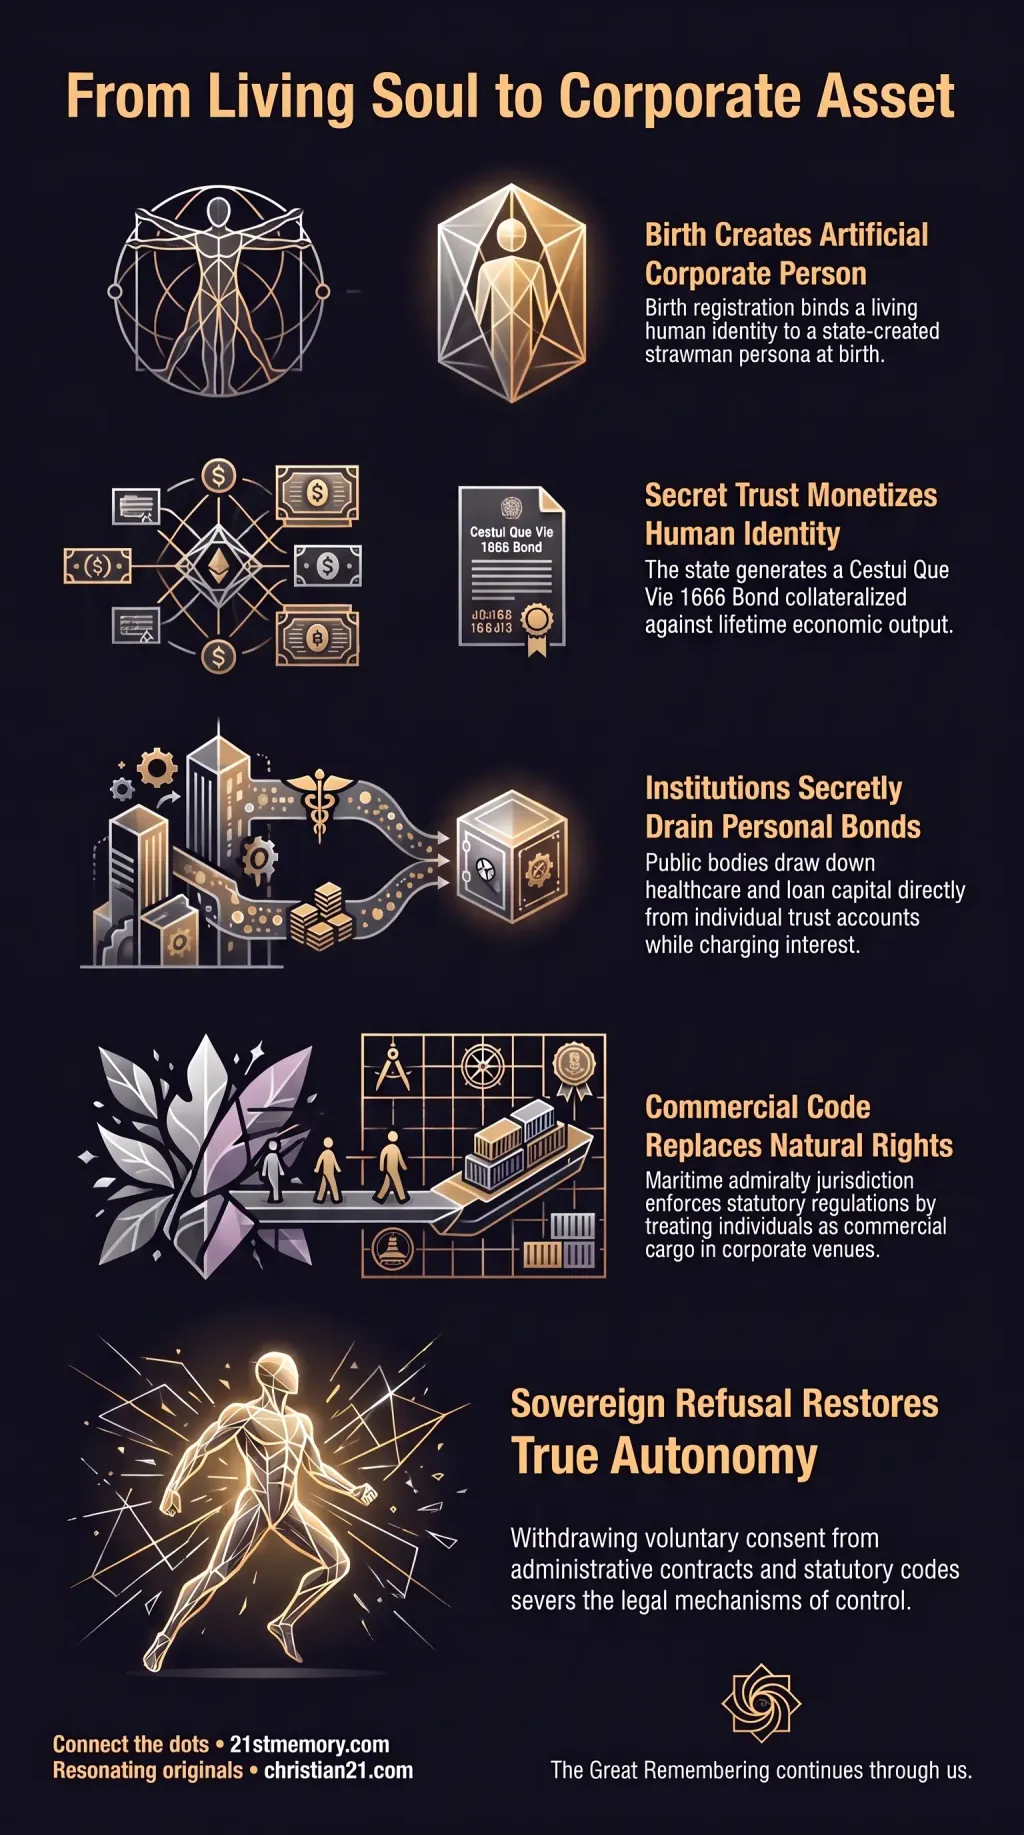 From Living Soul to Corporate Asset
Birth Creates Artificial
Corporate Person
Birth registration binds a living
human identity to a state-created
strawman persona at birth.
Cestul Que Vie
1866 Bond
Secret Trust Monetizes
Human Identity
The state generates a Cestul Que
Vie 1666 Bond collateralized
against lifetime economic output.
Institutions Secretly
Drain Personal Bonds
Public bodies draw down
healthcare and loan capital directly
from individual trust accounts
while charging interest.
Commercial Code
Replaces Natural Rights
Maritime admiralty jurisdiction
enforces statutory regulations by
treating individuals as commercial
cargo in corporate venues.
Sovereign Refusal Restores
True Autonomy
Withdrawing voluntary consent from
administrative contracts and statutory codes
severs the legal mechanisms of control.
Connect the dots • 21stmemory.com
Resonating originals • christian21.com
The Great Remembering continues through us.